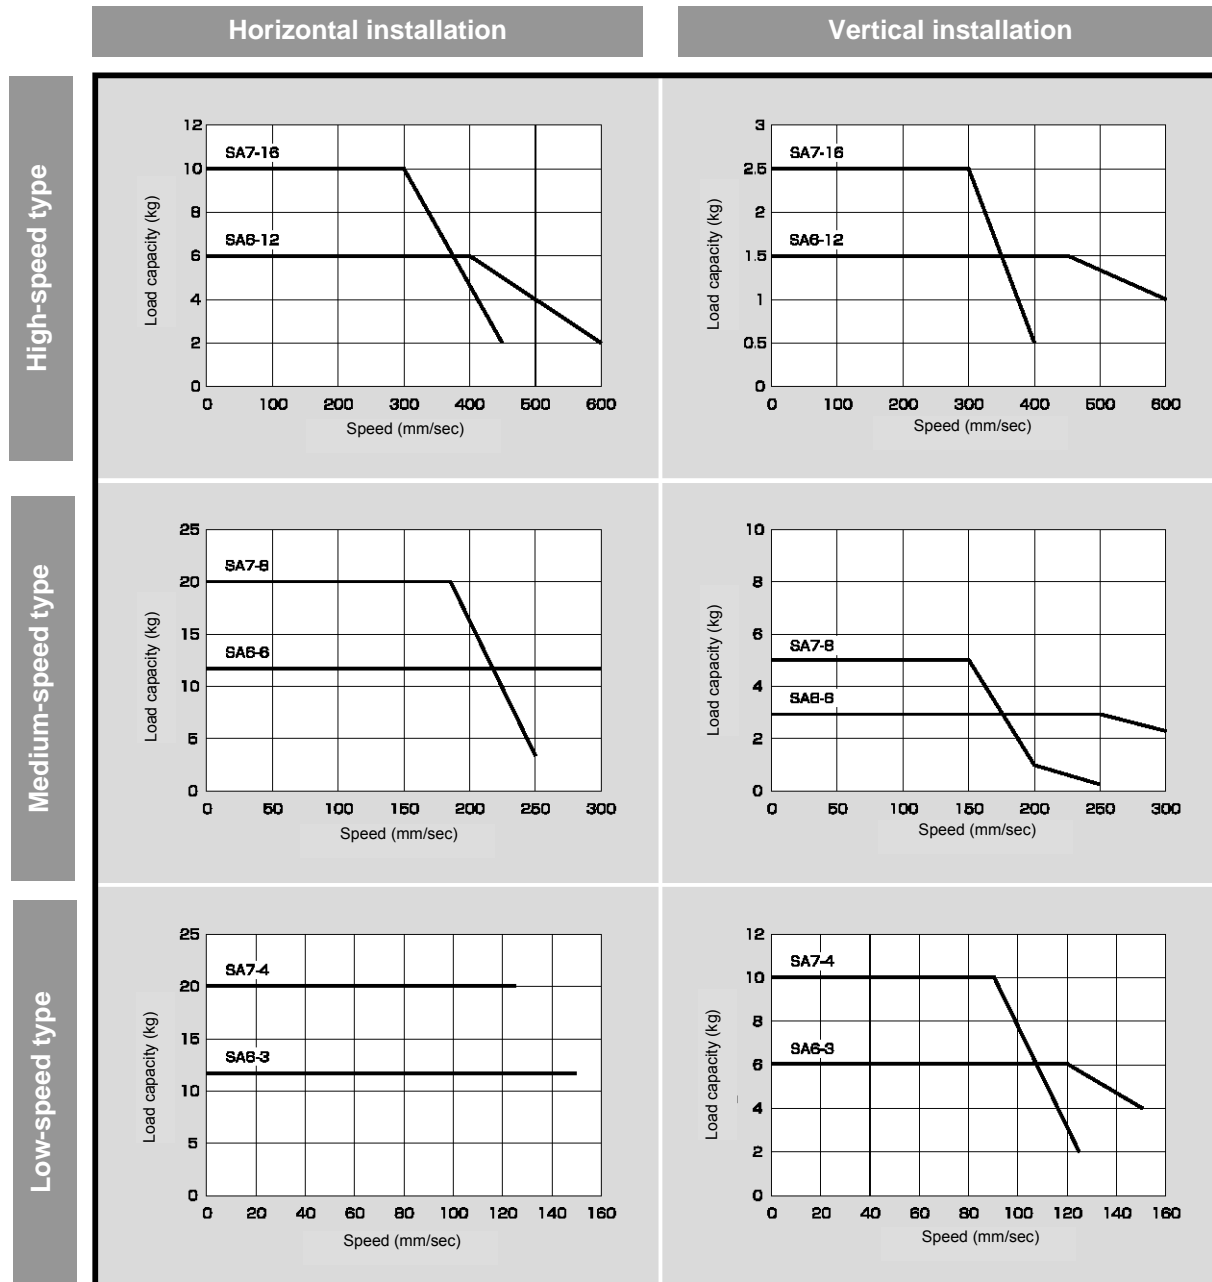 Horizontal installation
Vertical installation
High-speed type
12
10
8
6
4
2
0
SA7-16
SA6-12
Load capacity (kg)
0 100 200 300 400 500 600
Speed (mm/sec)
3
2.5
2
1.5
1
0.5
0
SA7-16
SA6-12
Load capacity (kg)
0 100 200 300 400 500 600
Speed (mm/sec)
Medium-speed type
25
20
15
10
5
0
SA7-8
SA6-6
Load capacity (kg)
0 50 100 150 200 250 300
Speed (mm/sec)
10
8
6
4
2
0
SA7-8
SA6-6
Load capacity (kg)
0 50 100 150 200 250 300
Speed (mm/sec)
Low-speed type
25
20
15
10
5
0
SA7-4
SA6-3
Load capacity (kg)
0 20 40 60 80 100 120 140 160
Speed (mm/sec)
12
10
8
6
4
2
0
SA7-4
SA6-3
Load capacity (kg)
0 20 40 60 80 100 120 140 160
Speed (mm/sec)